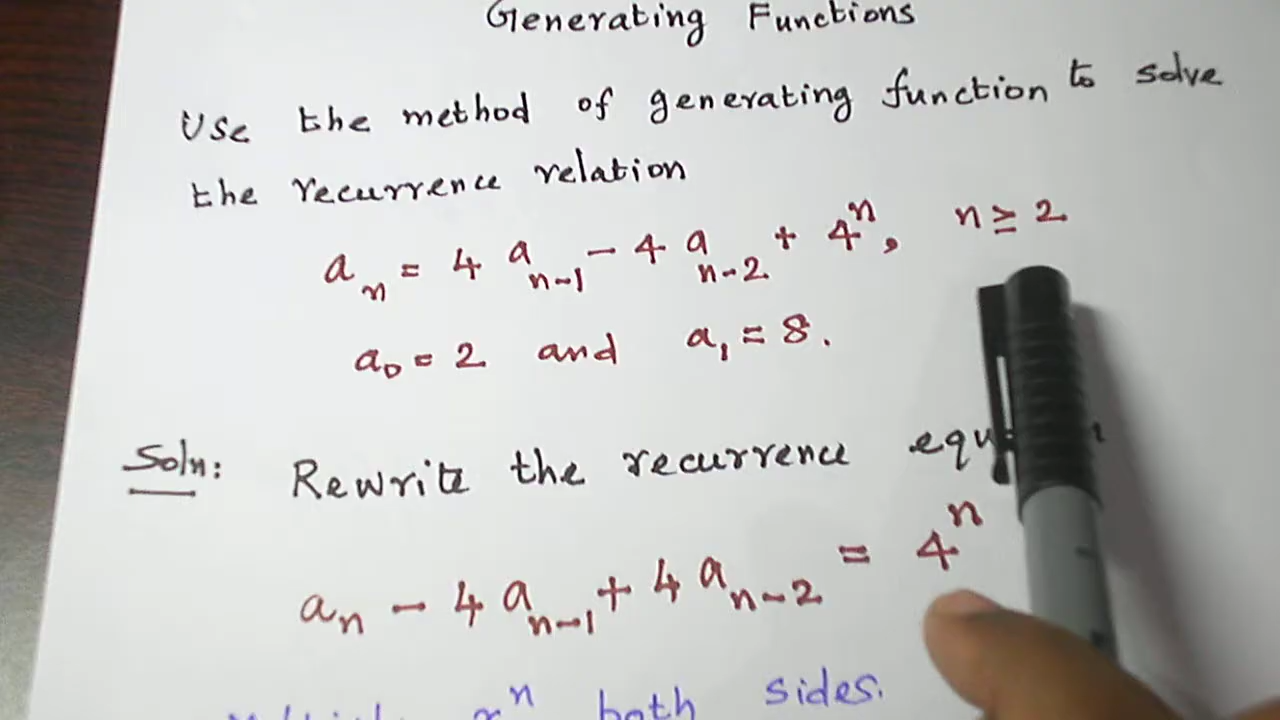 Generating Functions
Use the method of generating function to solve
the recurrence relation
aₙ = 4 aₙ₋₁ - 4 aₙ₋₂ + 4ⁿ, n ≥ 2
a₀ = 2 and a₁ = 8.
Soln: Rewrite the recurrence
aₙ - 4 aₙ₋₁ + 4 aₙ₋₂ = 4ⁿ
xⁿ both sides.